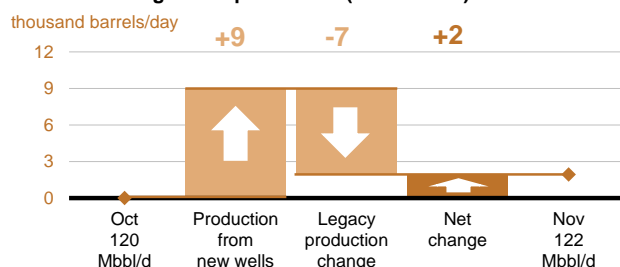 thousand barrels/day
+9 -7 +2
12
9
6
3
0
Oct Production Legacy Net Nov
120 from production change 122
Mbbl/d new wells change Mbbl/d